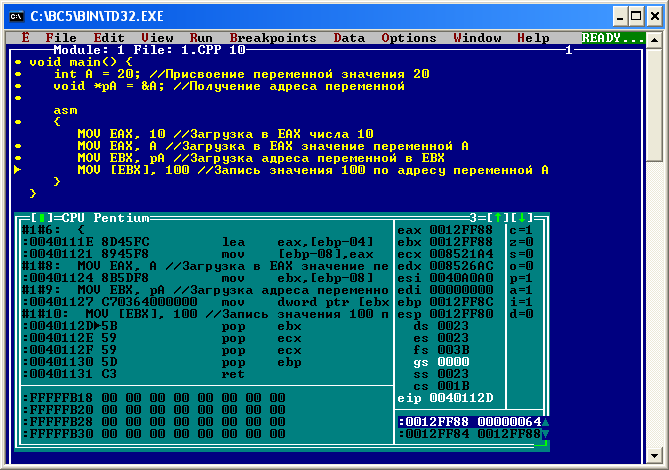 C:\BC5\BIN\TD32.EXE
E File Edit View Run Breakpoints Data Options Window Help READY...
Module: 1 File: 1.CPP 10 1
void main() {
int A = 20; //Присвоение переменной значения 20
void *pA = &A; //Получение адреса переменной
asm
{
MOV EAX, 10 //Загрузка в EAX числа 10
MOV EAX, A //Загрузка в EAX значение переменной A
MOV EBX, pA //Загрузка адреса переменной в EBX
MOV [EBX], 100 //Запись значения 100 по адресу переменной A
}
}
CPU Pentium 3
#1#6: {
:0040111E 8D45FC lea eax,[ebp-04]
:00401121 8945F8 mov [ebp-08],eax
#1#8: MOV EAX, A //Загрузка в EAX значение пе
:00401124 8B5DF8 mov ebx,[ebp-08]
#1#9: MOV EBX, pA //Загрузка адреса переменно
:00401127 C70364000000 mov dword ptr [ebx
#1#10: MOV [EBX], 100 //Запись значения 100 п
:0040112D 5B pop ebx
:0040112E 59 pop ecx
:0040112F 59 pop ecx
:00401130 5D pop ebp
:00401131 C3 ret
eax 0012FF88 c=1
ebx 0012FF88 z=0
ecx 008521A4 s=0
edx 008526AC o=0
esi 0040A0A0 p=1
edi 00000000 a=1
ebp 0012FF8C i=1
esp 0012FF80 d=0
ds 0023
es 0023
fs 003B
gs 0000
ss 0023
cs 001B
eip 0040112D
:FFFFFB18 00 00 00 00 00 00 00 00
:FFFFFB20 00 00 00 00 00 00 00 00
:FFFFFB28 00 00 00 00 00 00 00 00
:FFFFFB30 00 00 00 00 00 00 00 00
:0012FF88 00000064
:0012FF84 0012FF88